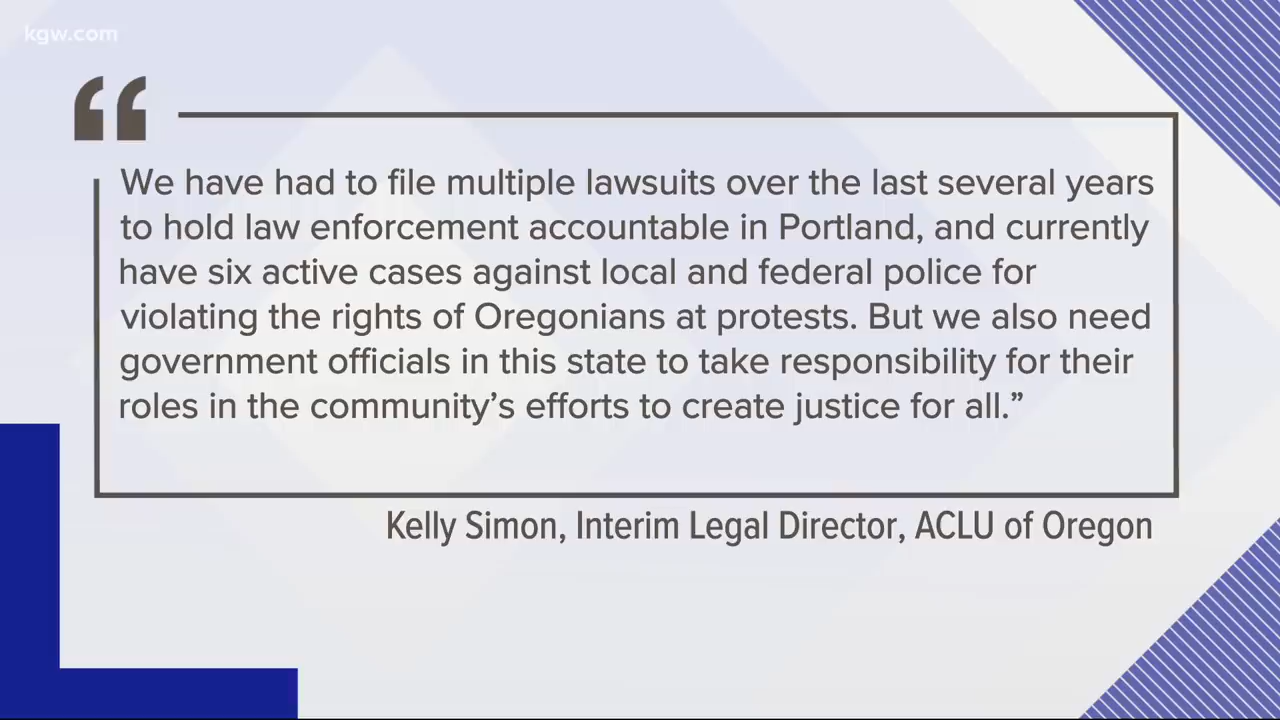 kgw.com
“
We have had to file multiple lawsuits over the last several years
to hold law enforcement accountable in Portland, and currently
have six active cases against local and federal police for
violating the rights of Oregonians at protests. But we also need
government officials in this state to take responsibility for their
roles in the community’s efforts to create justice for all.”
Kelly Simon, Interim Legal Director, ACLU of Oregon